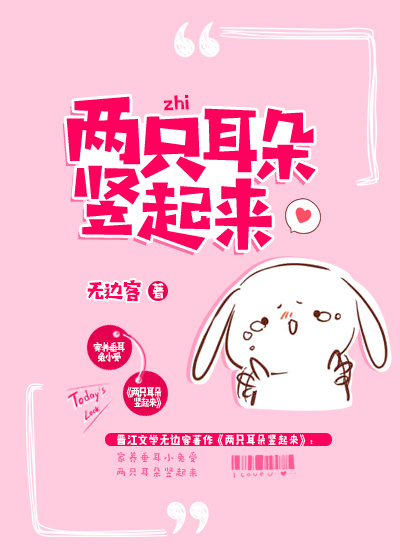 zhi
两只耳朵
竖起来
无边客 著
家养垂耳
兔小受
《两只耳朵
竖起来》
Today's
Look
晋江文学无边客著作《两只耳朵竖起来》：
家养垂耳小兔受
两只耳朵竖起来
I Love U